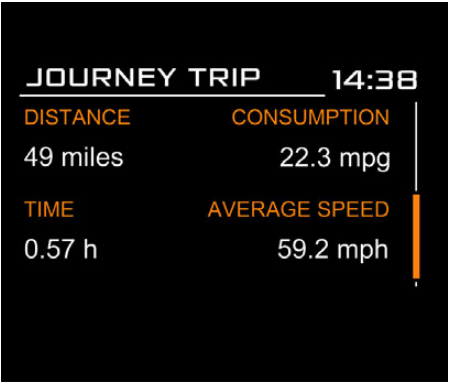 JOURNEY TRIP 14:38
DISTANCE CONSUMPTION
49 miles 22.3 mpg
TIME AVERAGE SPEED
0.57 h 59.2 mph